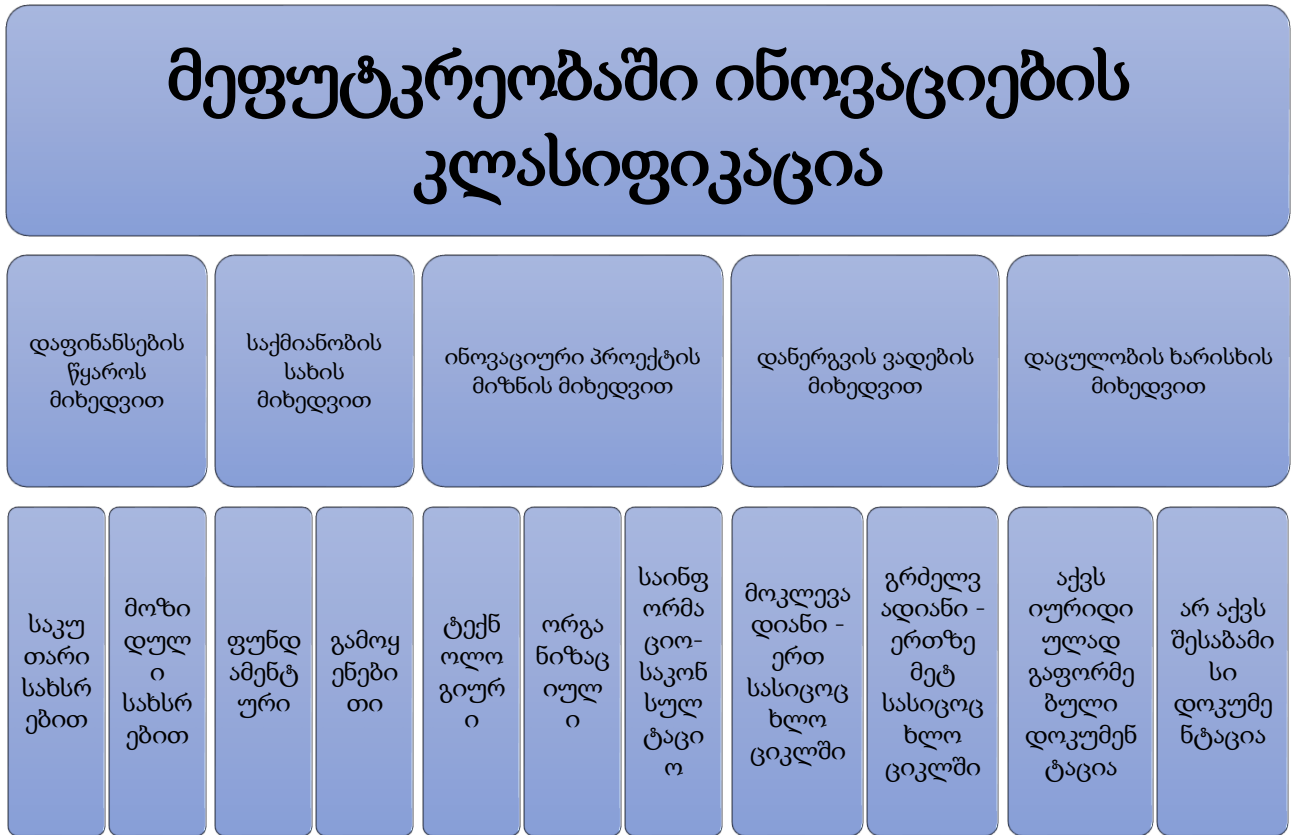 მეფუტკრეობაში ინოვაციების
კლასიფიკაცია
დაფინანსების
წყაროს
მიხედვით
საქმიანობის
სახის
მიხედვით
ინოვაციური პროექტის
მიზნის მიხედვით
დანერგვის ვადების
მიხედვით
დაცულობის ხარისხის
მიხედვით
საკუ
თარი
სახსრ
ებით
მოზი
დულ
ი
სახსრ
ებით
ფუნდ
ამენტ
ური
გამოყ
ენები
თი
ტექნ
ოლო
გიურ
ი
ორგა
ნიზაც
იულ
ი
საინფ
ორმა
ციო-
საკონ
სულ
ტაცი
ო
მოკლევა
დიანი -
ერთ
სასიცოც
ხლო
ციკლში
გრძელვ
ადიანი -
ერთზე
მეტ
სასიცოც
ხლო
ციკლში
აქვს
იურიდი
ულად
გაფორმე
ბული
დოკუმენ
ტაცია
არ აქვს
შესაბამი
სი
დოკუმე
ნტაცია